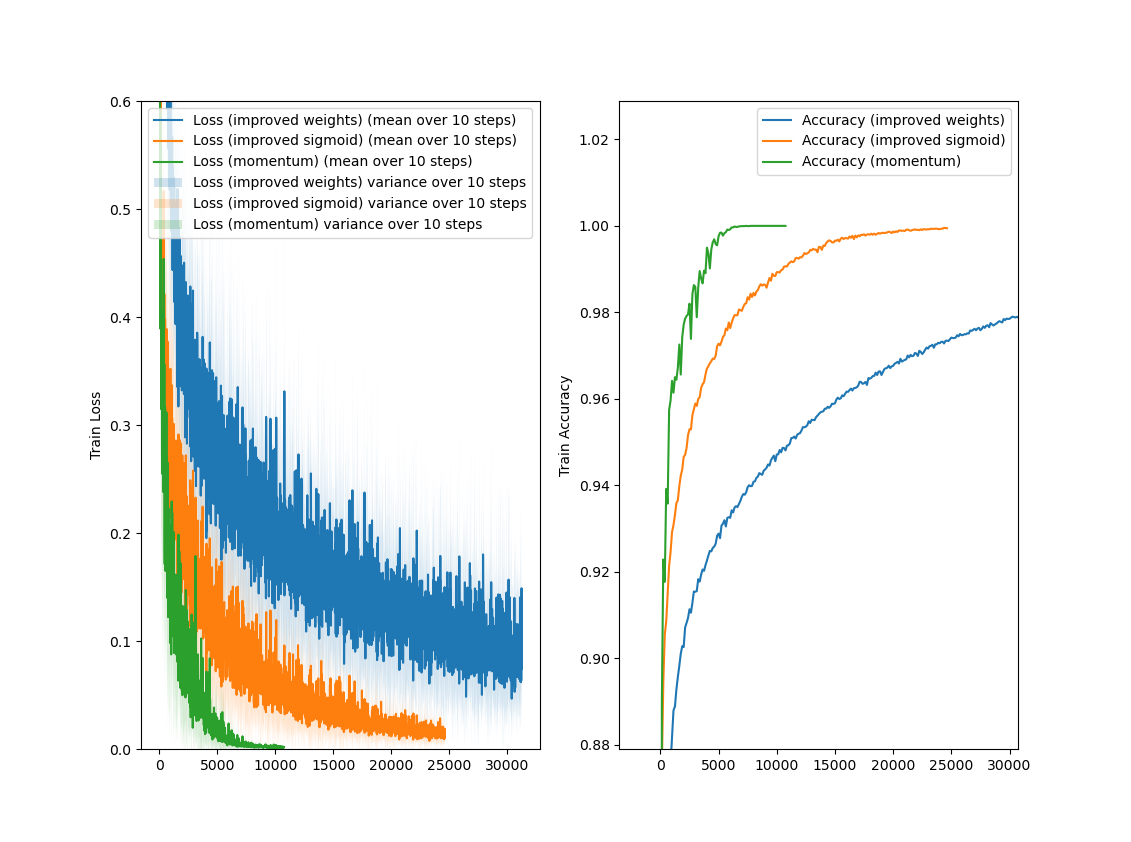 0.6
0.5
0.4
0.3
0.2
0.1
0.0
Train Loss
Loss (improved weights) (mean over 10 steps)
Loss (improved sigmoid) (mean over 10 steps)
Loss (momentum) (mean over 10 steps)
Loss (improved weights) variance over 10 steps
Loss (improved sigmoid) variance over 10 steps
Loss (momentum) variance over 10 steps
0 5000 10000 15000 20000 25000 30000
1.02
1.00
0.98
0.96
0.94
0.92
0.90
0.88
Train Accuracy
Accuracy (improved weights)
Accuracy (improved sigmoid)
Accuracy (momentum)
0 5000 10000 15000 20000 25000 30000